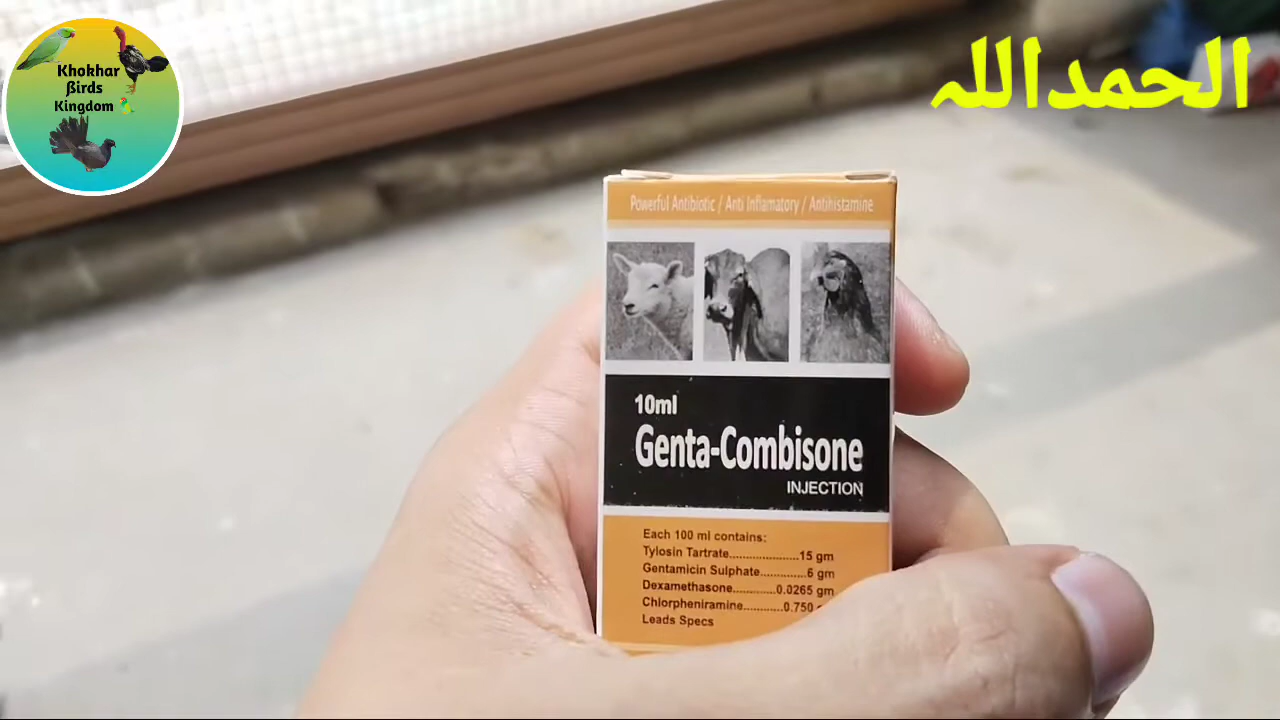 Khokhar
Birds
Kingdom
الحمداللہ
Powerful Antibiotic / Anti Inflamatory / Antihistamine
10ml
Genta-Combisone
INJECTION
Each 100 ml contains:
Tylosin Tartrate.....................15 gm
Gentamicin Sulphate.............6 gm
Dexamethasone............0.0265 gm
Chlorpheniramine...........0.750
Leads Specs